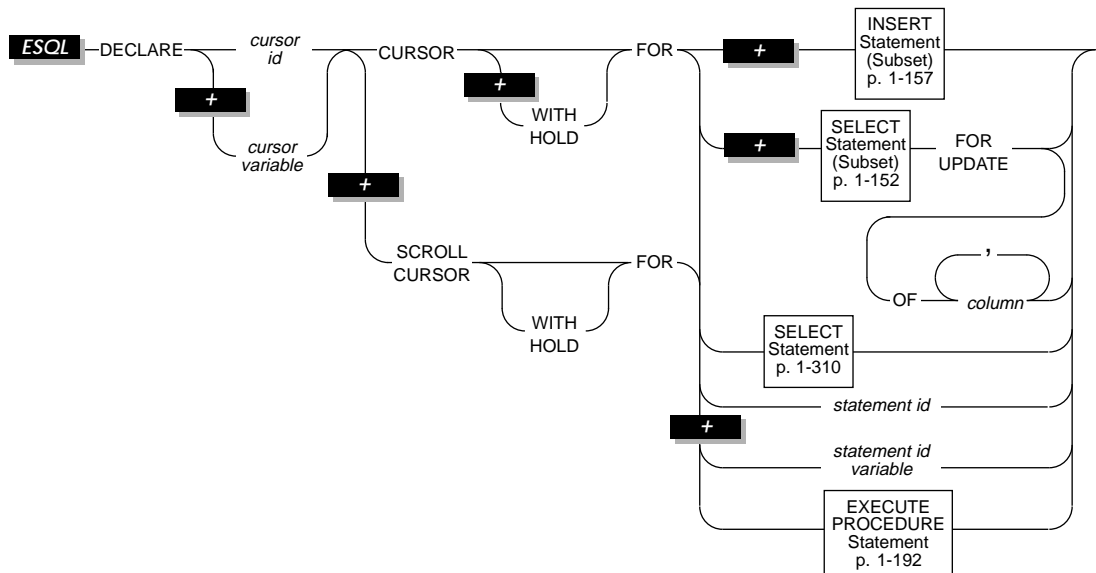 ESQL
DECLARE
cursor
id
+
cursor
variable
CURSOR
+
WITH
HOLD
FOR
+
SCROLL
CURSOR
WITH
HOLD
FOR
+
INSERT
Statement
(Subset)
p. 1-157
+
SELECT
Statement
(Subset)
p. 1-152
FOR
UPDATE
OF
,
column
SELECT
Statement
p. 1-310
statement id
+
statement id
variable
EXECUTE
PROCEDURE
Statement
p. 1-192